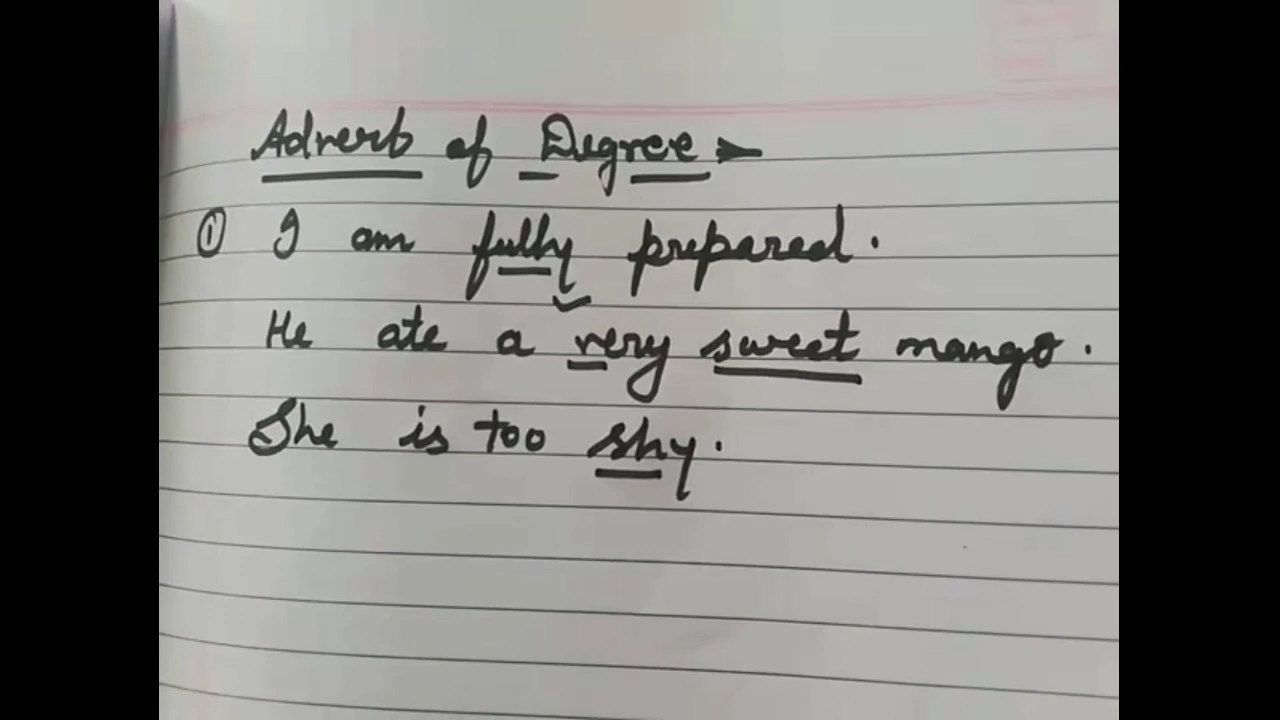 Adverb of Degree
① I am fully prepared.
He ate a very sweet mango.
She is too shy.